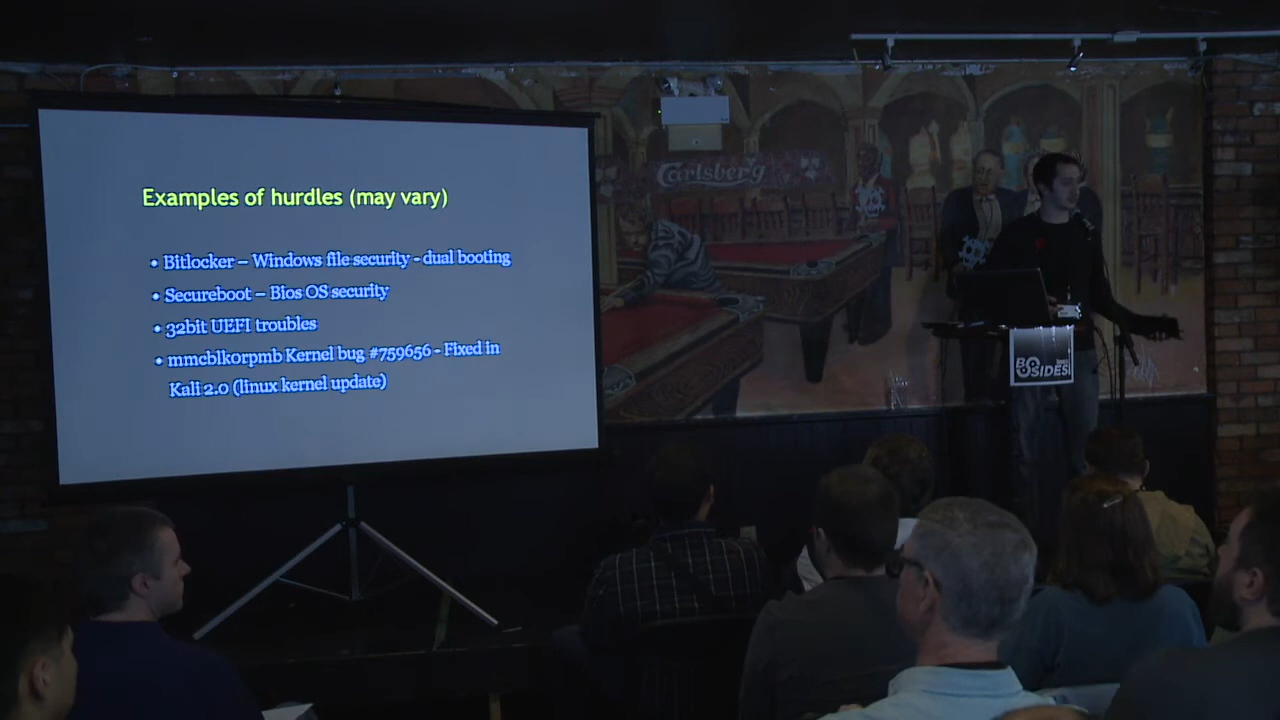 Examples of hurdles (may vary)
• Bitlocker – Windows file security - dual booting
• Secureboot – Bios OS security
• 32bit UEFI troubles
• mmcblk0rpmb Kernel bug #759656 - Fixed in
Kali 2.0 (linux kernel update)
Carlsberg
BSIDES